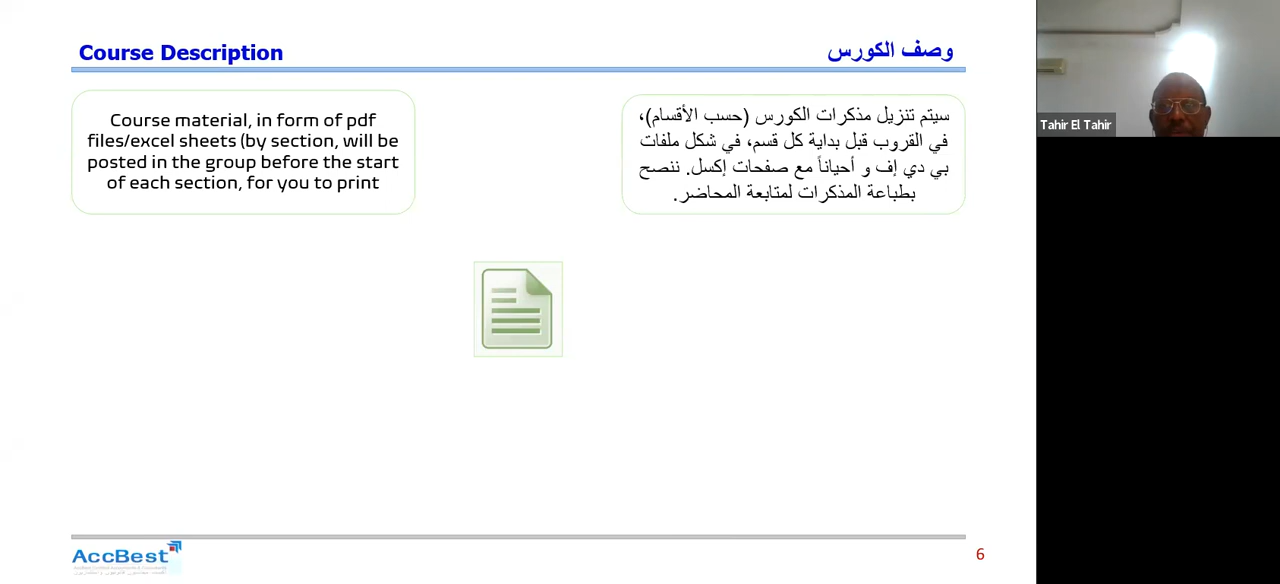 Course Description
وصف الكورس
Course material, in form of pdf
files/excel sheets (by section, will be
posted in the group before the start
of each section, for you to print
سيتم تنزيل مذكرات الكورس (حسب الأقسام)،
في القروب قبل بداية كل قسم، في شكل ملفات
بي دي إف و أحياناً مع صفحات إكسل. ننصح
بطباعة المذكرات لمتابعة المحاضر.
Tahir El Tahir
AccBest
6